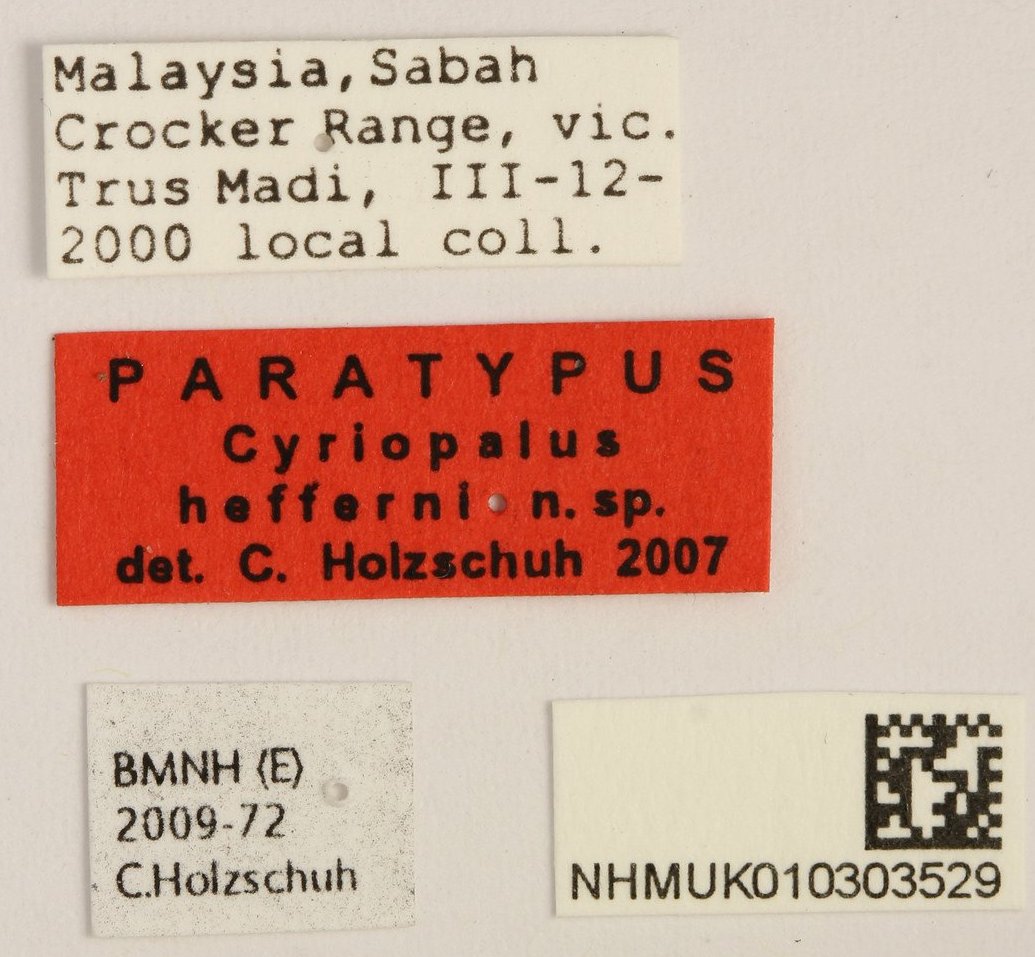 Malaysia, Sabah
Crocker Range, vic.
Trus Madi, III-12-
2000 local coll.
PARATYPUS
Cyriopalus
hefferni n. sp.
det. C. Holzschuh 2007
BMNH (E)
2009-72
C.Holzschuh
NHMUK010303529